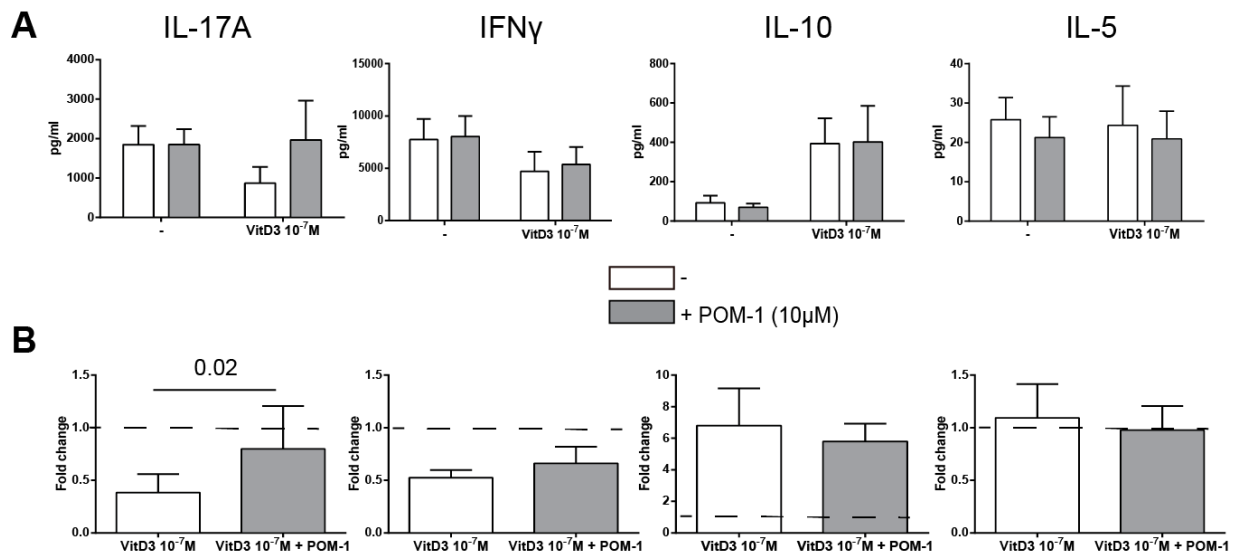 A
IL-17A
IFNγ
IL-10
IL-5
pg/ml
4000
3000
2000
1000
0
-
VitD3 10⁻⁷M
pg/ml
15000
10000
5000
0
-
VitD3 10⁻⁷M
pg/ml
800
600
400
200
0
-
VitD3 10⁻⁷M
pg/ml
40
30
20
10
0
-
VitD3 10⁻⁷M
-
+ POM-1 (10µM)
B
Fold change
1.5
1.0
0.5
0.0
0.02
VitD3 10⁻⁷M
VitD3 10⁻⁷M + POM-1
Fold change
1.5
1.0
0.5
0.0
VitD3 10⁻⁷M
VitD3 10⁻⁷M + POM-1
Fold change
10
8
6
4
2
0
VitD3 10⁻⁷M
VitD3 10⁻⁷M + POM-1
Fold change
1.5
1.0
0.5
0.0
VitD3 10⁻⁷M
VitD3 10⁻⁷M + POM-1